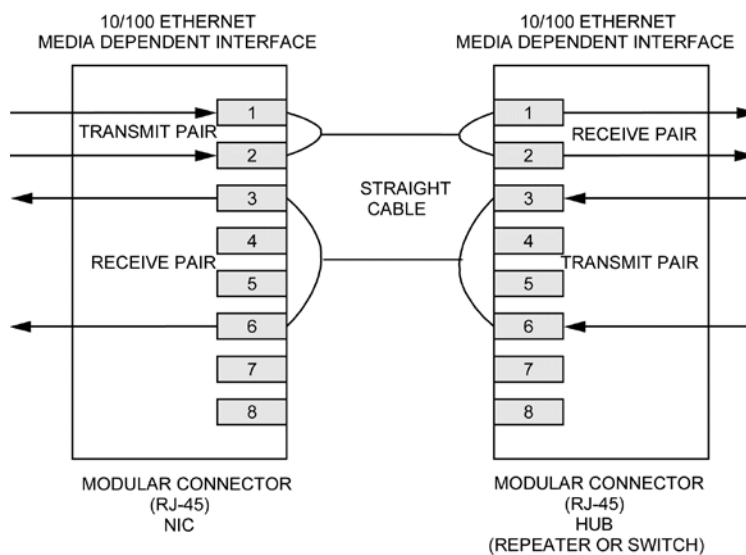 10/100 ETHERNET
MEDIA DEPENDENT INTERFACE
1
TRANSMIT PAIR
2
3
4
RECEIVE PAIR
5
6
7
8
MODULAR CONNECTOR
(RJ-45)
NIC
STRAIGHT
CABLE
10/100 ETHERNET
MEDIA DEPENDENT INTERFACE
1
RECEIVE PAIR
2
3
4
TRANSMIT PAIR
5
6
7
8
MODULAR CONNECTOR
(RJ-45)
HUB
(REPEATER OR SWITCH)